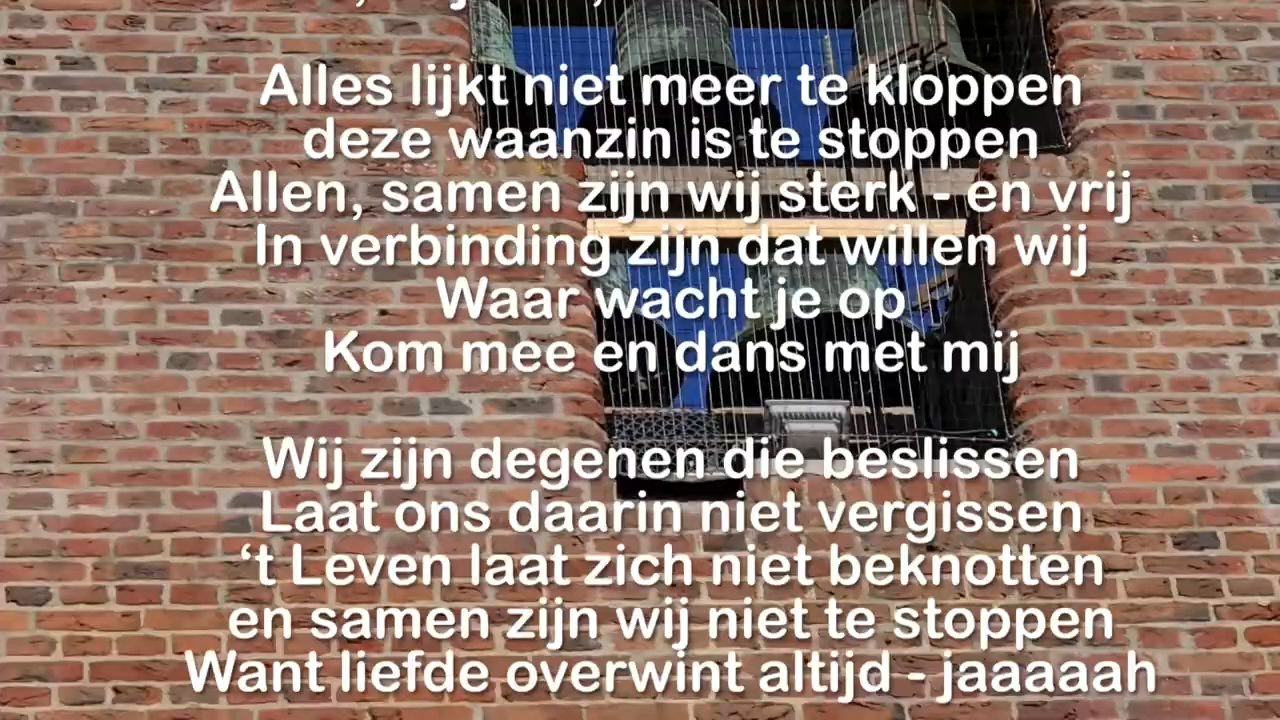 Alles lijkt niet meer te kloppen
deze waanzin is te stoppen
Allen, samen zijn wij sterk - en vrij
In verbinding zijn dat willen wij
Waar wacht je op
Kom mee en dans met mij
Wij zijn degenen die beslissen
Laat ons daarin niet vergissen
‘t Leven laat zich niet beknotten
en samen zijn wij niet te stoppen
Want liefde overwint altijd - jaaaaah